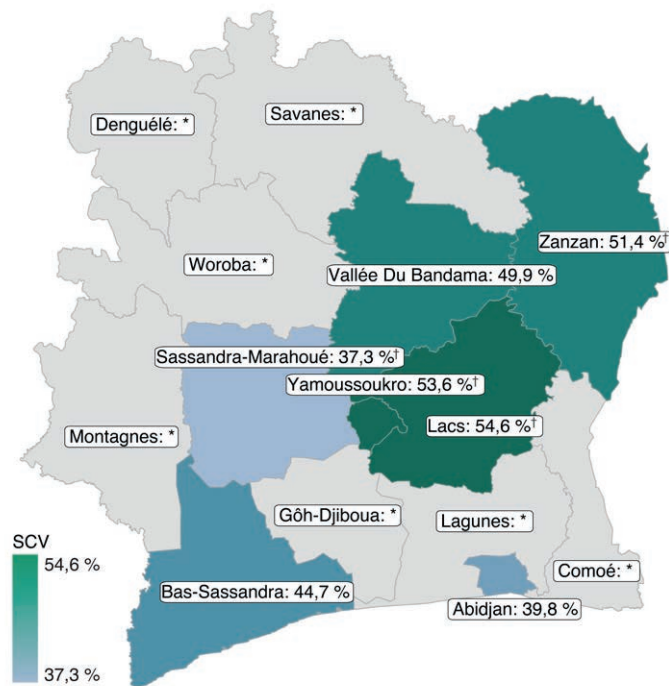 Denguélé: *
Savanes: *
Zanzan: 51,4 %†
Woroba: *
Vallée Du Bandama: 49,9 %
Sassandra-Marahoué: 37,3 %†
Yamoussoukro: 53,6 %†
Lacs: 54,6 %†
Montagnes: *
Gôh-Djiboua: *
Lagunes: *
Comoé: *
Bas-Sassandra: 44,7 %
Abidjan: 39,8 %
SCV
54,6 %
37,3 %